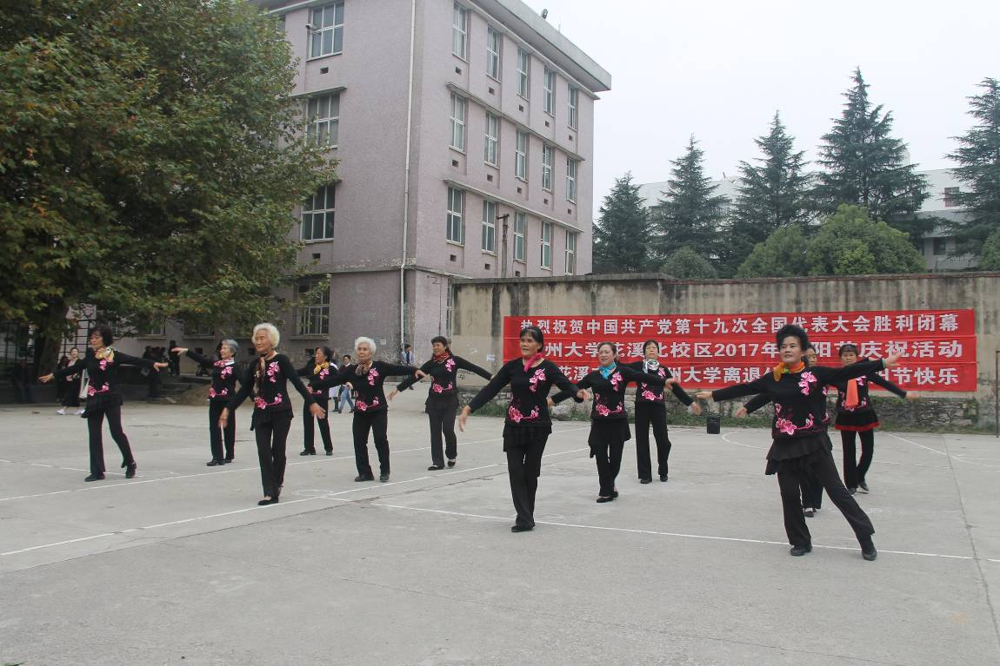 热烈祝贺中国共产党第十九次全国代表大会胜利闭幕
州大学花溪北校区2017年 阳节庆祝活动
花溪 州大学离退 节快乐